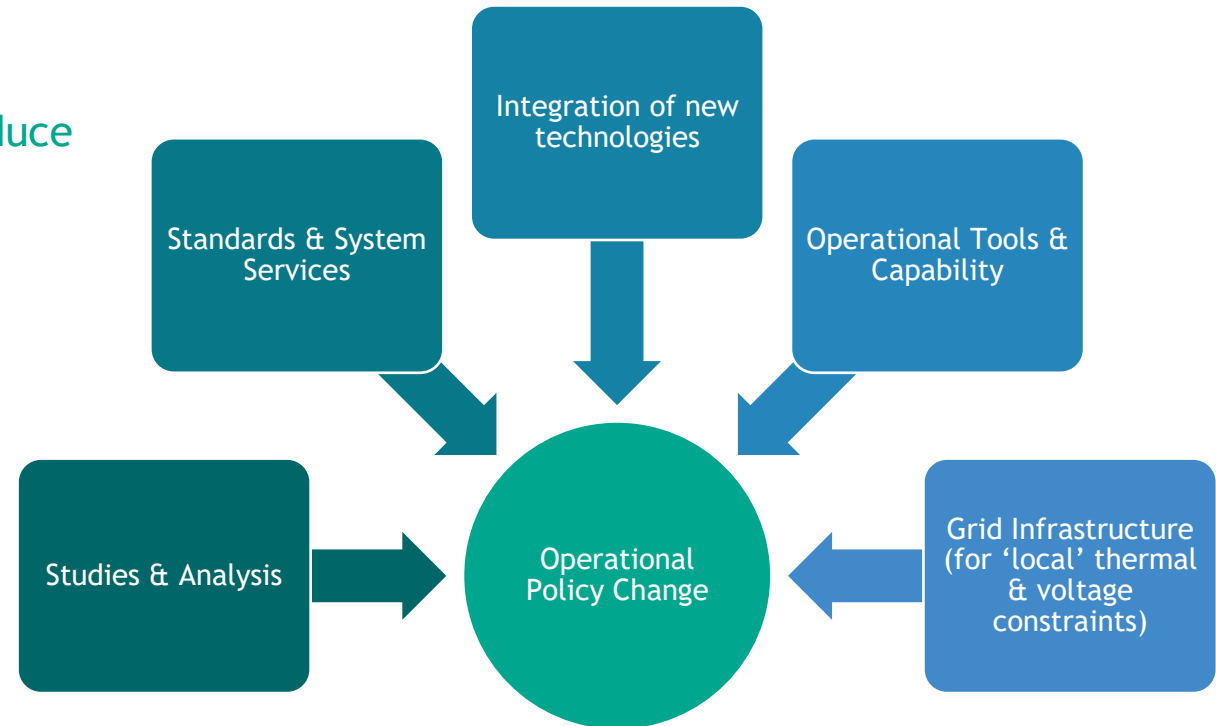 Integration of new
technologies
Standards & System
Services
Operational Tools &
Capability
Studies & Analysis
Operational
Policy Change
Grid Infrastructure
(for ‘local’ thermal
& voltage
constraints)